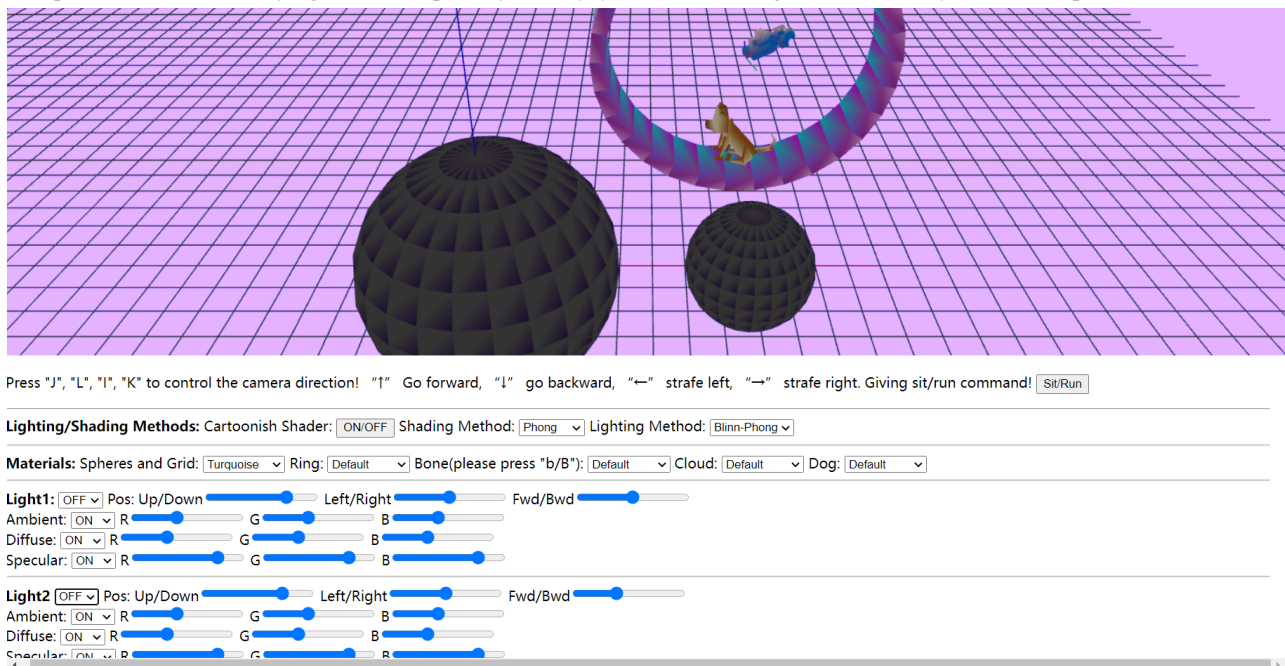 Press "J", "L", "I", "K" to control the camera direction! “↑” Go forward, “↓” go backward, “←” strafe left, “→” strafe right. Giving sit/run command! Sit/Run
Lighting/Shading Methods: Cartoonish Shader: ON/OFF Shading Method: Phong Lighting Method: Blinn-Phong
Materials: Spheres and Grid: Turquoise Ring: Default Bone(please press "b/B"): Default Cloud: Default Dog: Default
Light1: OFF Pos: Up/Down Left/Right Fwd/Bwd
Ambient: ON R G B
Diffuse: ON R G B
Specular: ON R G B
Light2 OFF Pos: Up/Down Left/Right Fwd/Bwd
Ambient: ON R G B
Diffuse: ON R G B
Specular: ON R G B